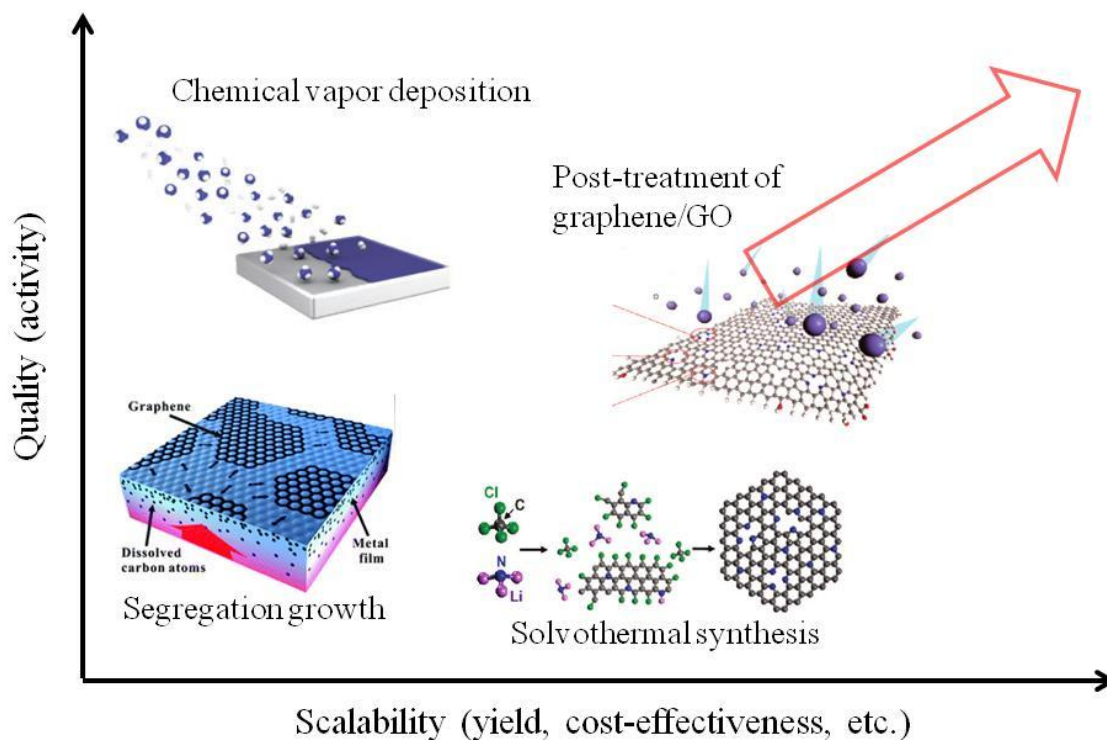 Quality (activity)
Chemical vapor deposition
Post-treatment of
graphene/GO
Graphene
Dissolved
carbon atoms
Metal
film
Segregation growth
Cl
C
N
Li
Solvothermal synthesis
Scalability (yield, cost-effectiveness, etc.)